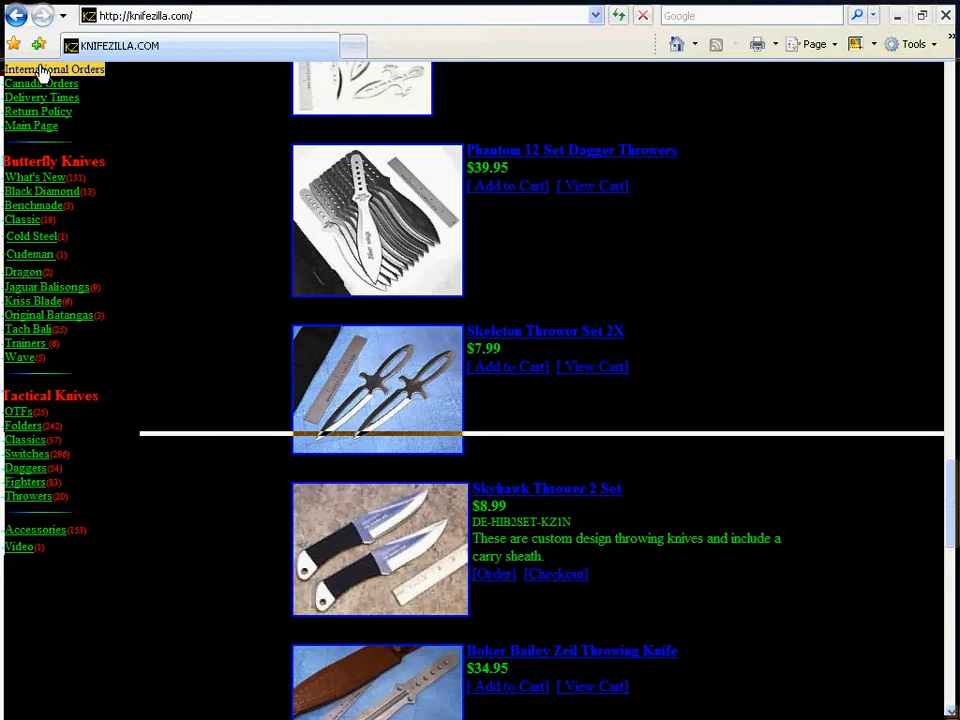 http://knifezilla.com/
Google
KNIFEZILLA.COM
Page
Tools
International Orders
Canada Orders
Delivery Times
Return Policy
Main Page
Butterfly Knives
What's New(131)
Black Diamond(13)
Benchmade(3)
Classic(19)
Cold Steel(1)
Cudeman (1)
Dragon(2)
Jaguar Balisongs(9)
Kriss Blade(6)
Original Batangas(3)
Tach Bali(25)
Trainers (6)
Wave(5)
Tactical Knives
OTFs(25)
Folders(242)
Classics(57)
Switches(296)
Daggers(54)
Fighters(83)
Throwers(20)
Accessories(153)
Video(1)
Phantom 12 Set Dagger Throwers
$39.95
[ Add to Cart] [ View Cart]
Skeleton Thrower Set 2X
$7.99
[ Add to Cart] [ View Cart]
Skyhawk Thrower 2 Set
$8.99
DE-HIB2SET-KZ1N
These are custom design throwing knives and include a
carry sheath.
[Order] [Checkout]
Boker Bailey Zeil Throwing Knife
$34.95
[ Add to Cart] [ View Cart]